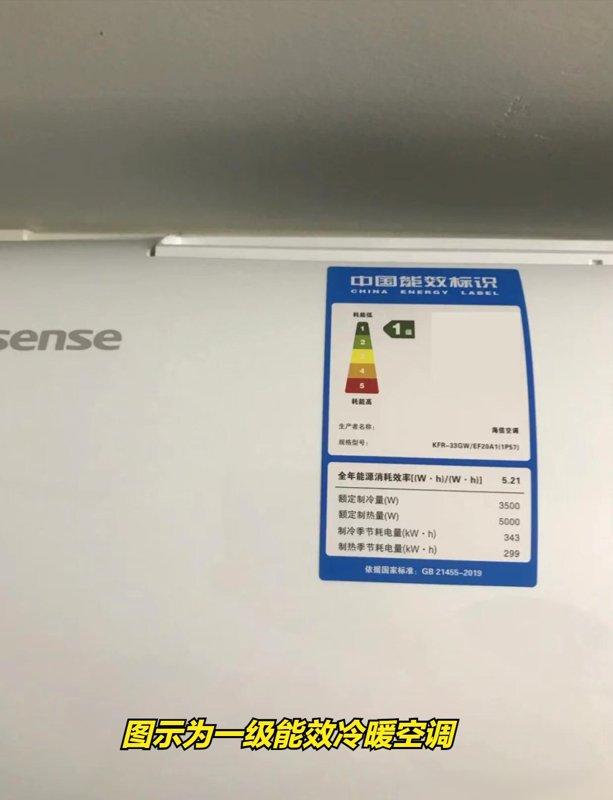 中国能效标识
CHINA ENERGY LABEL
sense
耗能低
1
2
3
4
5
耗能高
1级
生产者名称： 海信空调
规格型号： KFR-33GW/EF20A1(1P57)
全年能源消耗效率[(W·h)/(W·h)] 5.21
额定制冷量(W) 3500
额定制热量(W) 5000
制冷季节耗电量(kW·h) 343
制热季节耗电量(kW·h) 299
依据国家标准：GB 21455-2019
图示为一级能效冷暖空调